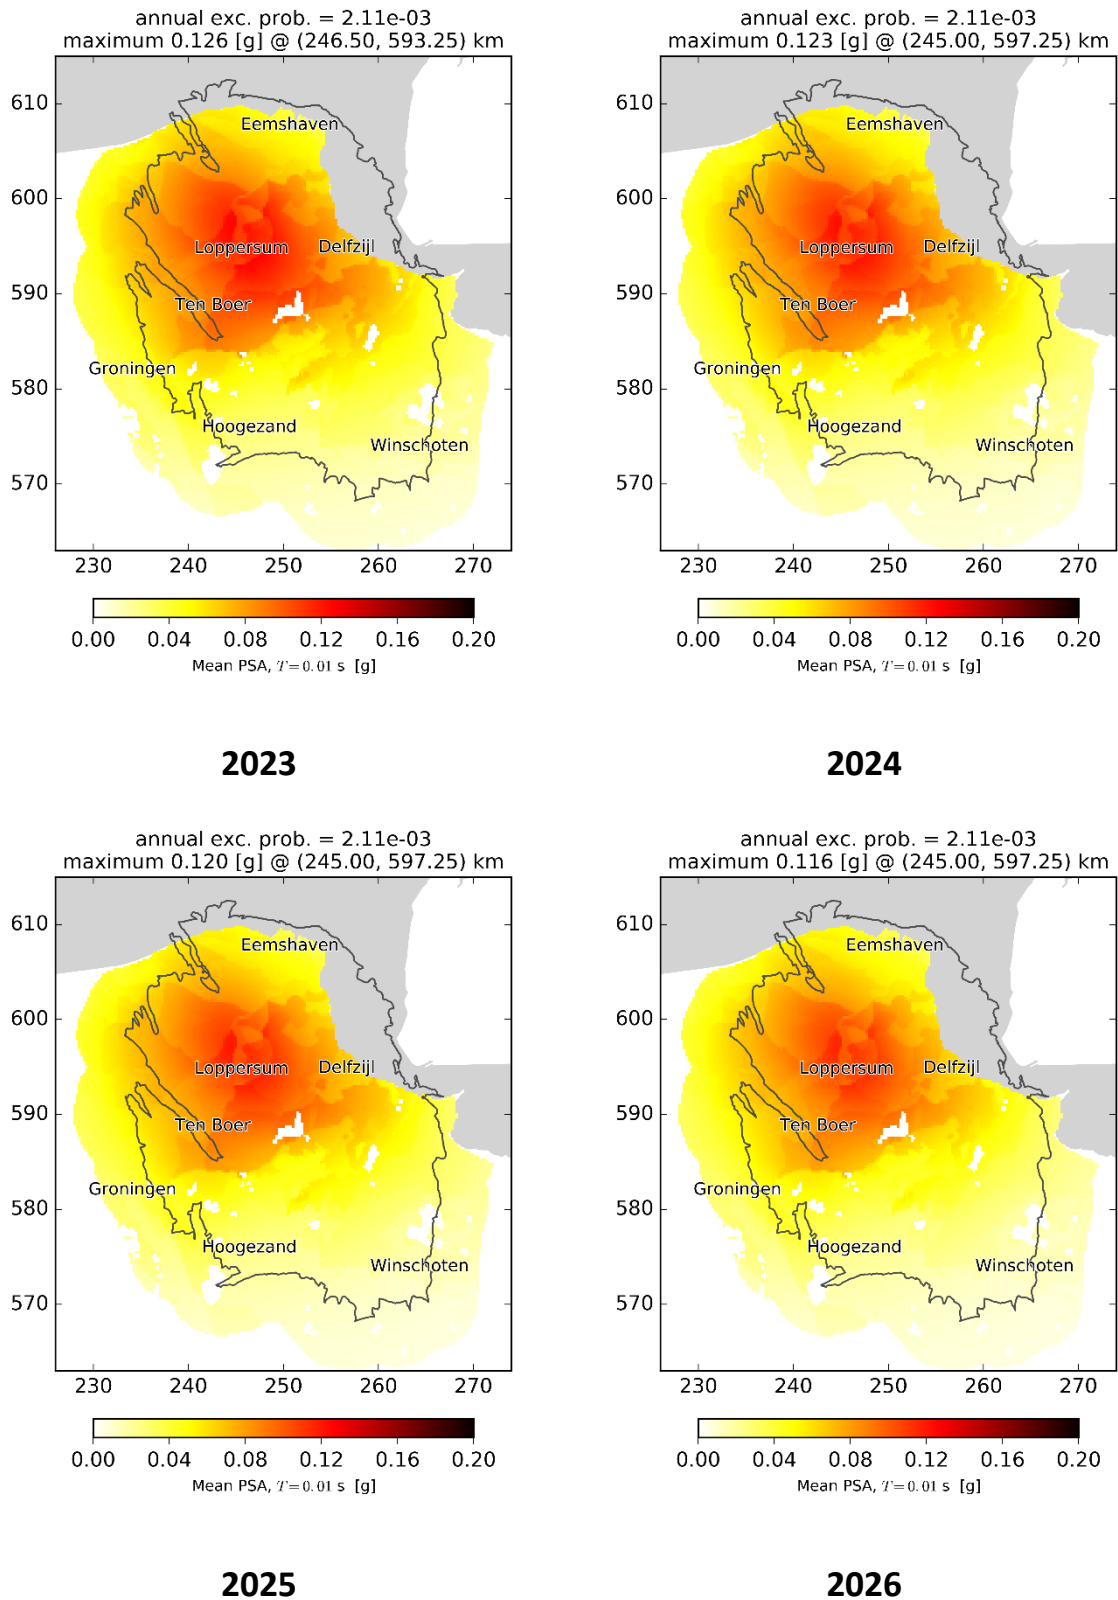 annual exc. prob. = 2.11e-03
maximum 0.126 [g] @ (246.50, 593.25) km
610
600
590
580
570
Eemshaven
Loppersum
Delfzijl
Ten Boer
Groningen
Hoogezand
Winschoten
230 240 250 260 270
0.00 0.04 0.08 0.12 0.16 0.20
Mean PSA, T=0.01 s [g]
2023
annual exc. prob. = 2.11e-03
maximum 0.123 [g] @ (245.00, 597.25) km
610
600
590
580
570
Eemshaven
Loppersum
Delfzijl
Ten Boer
Groningen
Hoogezand
Winschoten
230 240 250 260 270
0.00 0.04 0.08 0.12 0.16 0.20
Mean PSA, T=0.01 s [g]
2024
annual exc. prob. = 2.11e-03
maximum 0.120 [g] @ (245.00, 597.25) km
610
600
590
580
570
Eemshaven
Loppersum
Delfzijl
Ten Boer
Groningen
Hoogezand
Winschoten
230 240 250 260 270
0.00 0.04 0.08 0.12 0.16 0.20
Mean PSA, T=0.01 s [g]
2025
annual exc. prob. = 2.11e-03
maximum 0.116 [g] @ (245.00, 597.25) km
610
600
590
580
570
Eemshaven
Loppersum
Delfzijl
Ten Boer
Groningen
Hoogezand
Winschoten
230 240 250 260 270
0.00 0.04 0.08 0.12 0.16 0.20
Mean PSA, T=0.01 s [g]
2026